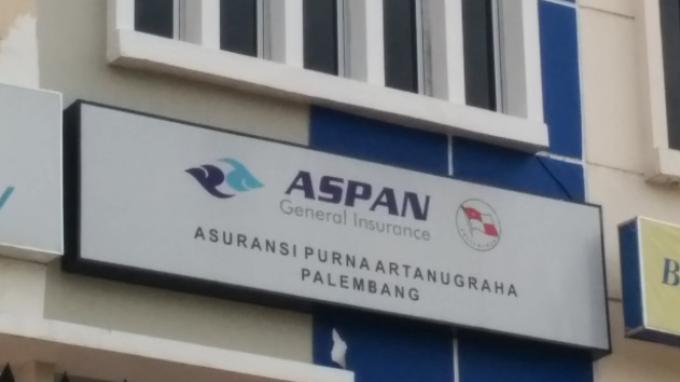 ASPAN
General Insurance
ASURANSI PURNA ARTANUGRAHA
PALEMBANG
B